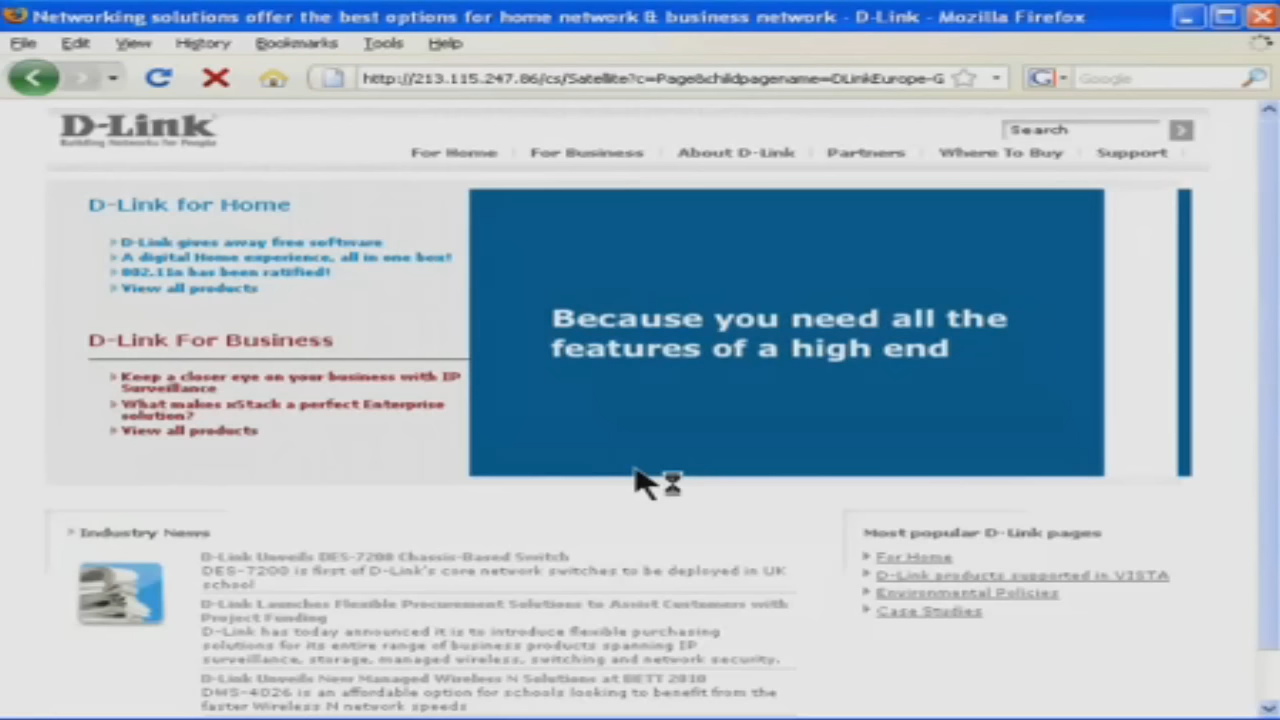 Networking solutions offer the best options for home network & business network - D-Link - Mozilla Firefox
File Edit View History Bookmarks Tools Help
http://213.115.247.86/cs/Satellite?c=Page&childpagename=DLinkEurope-G
Google
D-Link
Building Networks for People
Search
For Home For Business About D-Link Partners Where To Buy Support
D-Link for Home
D-Link gives away free software
A digital Home experience, all in one box!
802.11n has been ratified!
View all products
D-Link For Business
Keep a closer eye on your business with IP
Surveillance
What makes xStack a perfect Enterprise
solution?
View all products
Because you need all the
features of a high end
Industry News
D-Link Unveils DES-7200 Chassis-Based Switch
DES-7200 is first of D-Link's core network switches to be deployed in UK
school
D-Link Launches Flexible Procurement Solutions to Assist Customers with
Project Funding
D-Link has today announced it is to introduce flexible purchasing
solutions for its entire range of business products spanning IP
surveillance, storage, managed wireless, switching and network security.
D-Link Unveils New Managed Wireless N Solutions at BETT 2010
DWS-4026 is an affordable option for schools looking to benefit from the
faster Wireless N network speeds
Most popular D-Link pages
For Home
D-Link products supported in VISTA
Environmental Policies
Case Studies